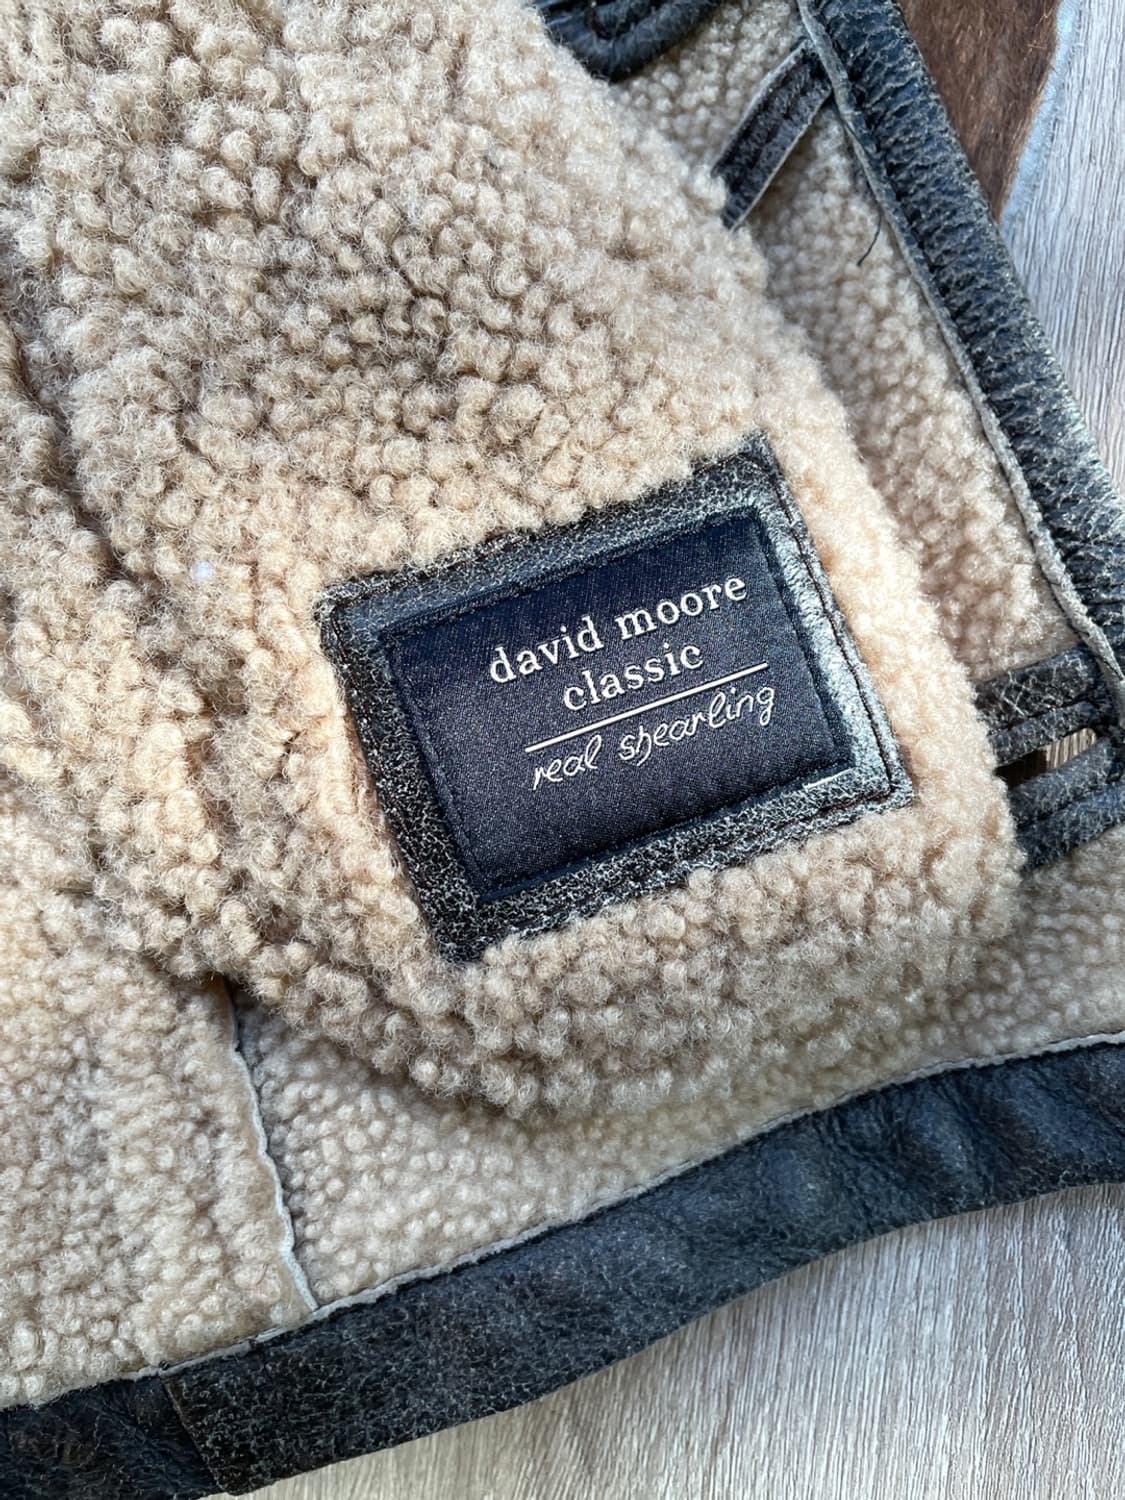 david moore
classic
real shearling